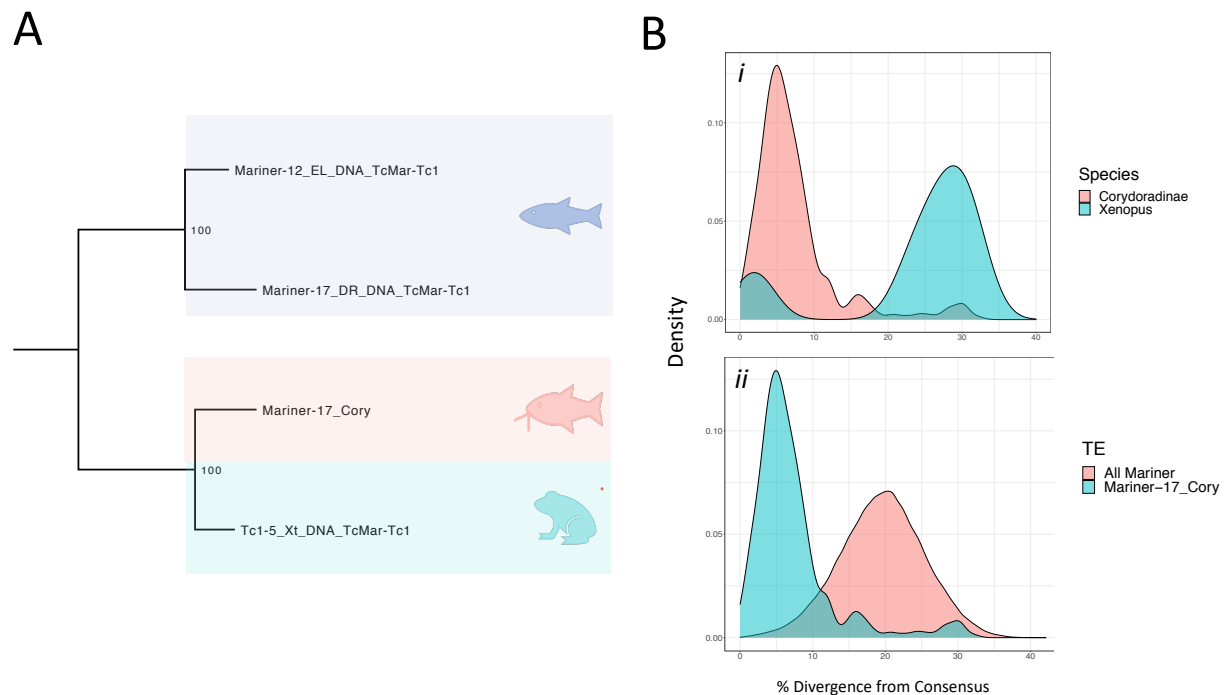 A
Mariner-12_EL_DNA_TcMar-Tc1
100
Mariner-17_DR_DNA_TcMar-Tc1
Mariner-17_Cory
100
Tc1-5_Xt_DNA_TcMar-Tc1
B
i
0.10
0.05
0.00
0 10 20 30 40
Species
Corydoradinae
Xenopus
Density
ii
0.10
0.05
0.00
0 10 20 30 40
TE
All Mariner
Mariner−17_Cory
% Divergence from Consensus